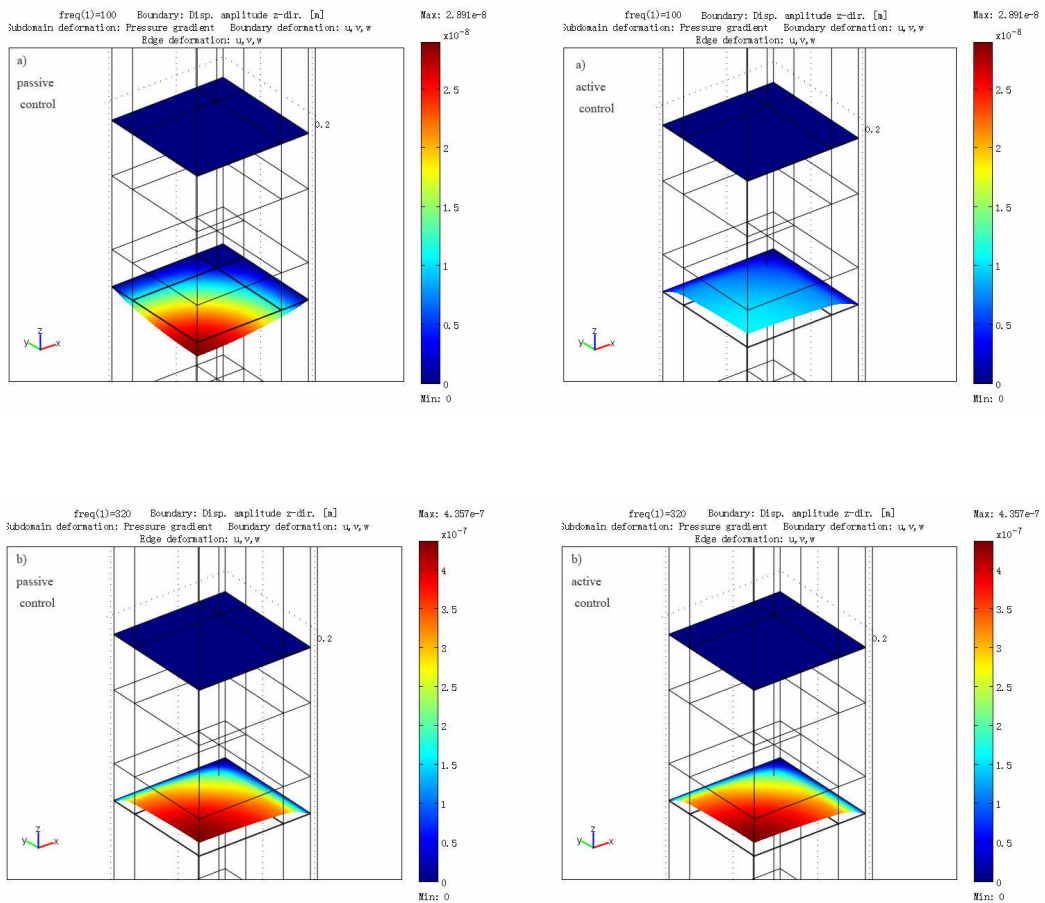 freq(1)=100 Boundary: Disp. amplitude z-dir. [m] Max: 2.891e-8
Subdomain deformation: Pressure gradient Boundary deformation: u,v,w
Edge deformation: u,v,w
x10⁻⁸
a)
passive
control
0.2
2.5
2
1.5
1
0.5
0
z
y
x
Min: 0
freq(1)=100 Boundary: Disp. amplitude z-dir. [m] Max: 2.891e-8
Subdomain deformation: Pressure gradient Boundary deformation: u,v,w
Edge deformation: u,v,w
x10⁻⁸
a)
active
control
0.2
2.5
2
1.5
1
0.5
0
z
y
x
Min: 0
freq(1)=320 Boundary: Disp. amplitude z-dir. [m] Max: 4.357e-7
Subdomain deformation: Pressure gradient Boundary deformation: u,v,w
Edge deformation: u,v,w
x10⁻⁷
b)
passive
control
0.2
4
3.5
3
2.5
2
1.5
1
0.5
0
z
y
x
Min: 0
freq(1)=320 Boundary: Disp. amplitude z-dir. [m] Max: 4.357e-7
Subdomain deformation: Pressure gradient Boundary deformation: u,v,w
Edge deformation: u,v,w
x10⁻⁷
b)
active
control
0.2
4
3.5
3
2.5
2
1.5
1
0.5
0
z
y
x
Min: 0